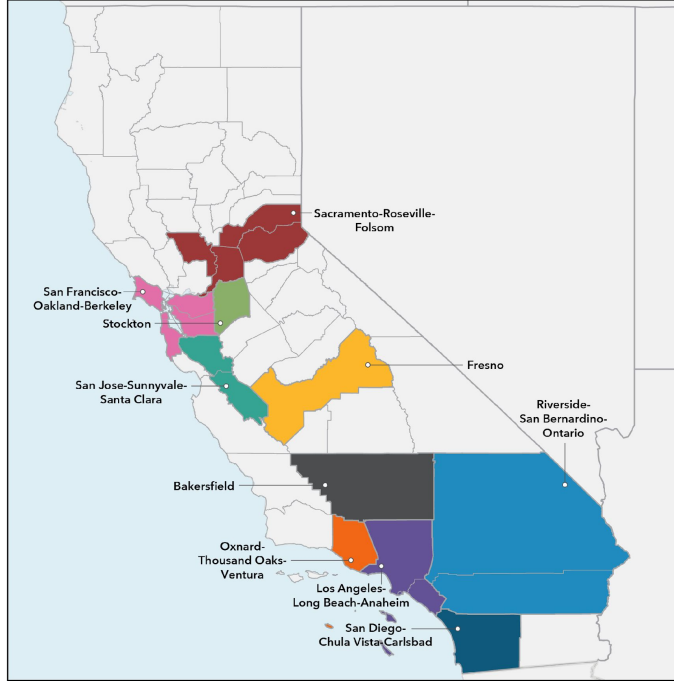 Sacramento-Roseville-
Folsom
San Francisco-
Oakland-Berkeley
Stockton
Fresno
San Jose-Sunnyvale-
Santa Clara
Riverside-
San Bernardino-
Ontario
Bakersfield
Oxnard-
Thousand Oaks-
Ventura
Los Angeles-
Long Beach-Anaheim
San Diego-
Chula Vista-Carlsbad